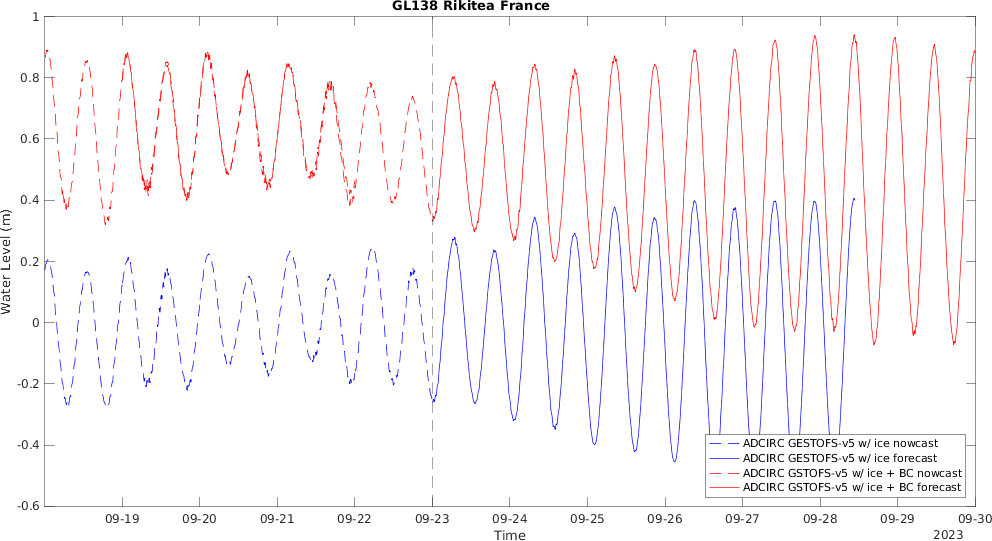 GL138 Rikitea France
Water Level (m)
1
0.8
0.6
0.4
0.2
0
-0.2
-0.4
-0.6
ADCIRC GESTOFS-v5 w/ ice nowcast
ADCIRC GESTOFS-v5 w/ ice forecast
ADCIRC GSTOFS-v5 w/ ice + BC nowcast
ADCIRC GSTOFS-v5 w/ ice + BC forecast
09-19 09-20 09-21 09-22 09-23 09-24 09-25 09-26 09-27 09-28 09-29 09-30
Time
2023